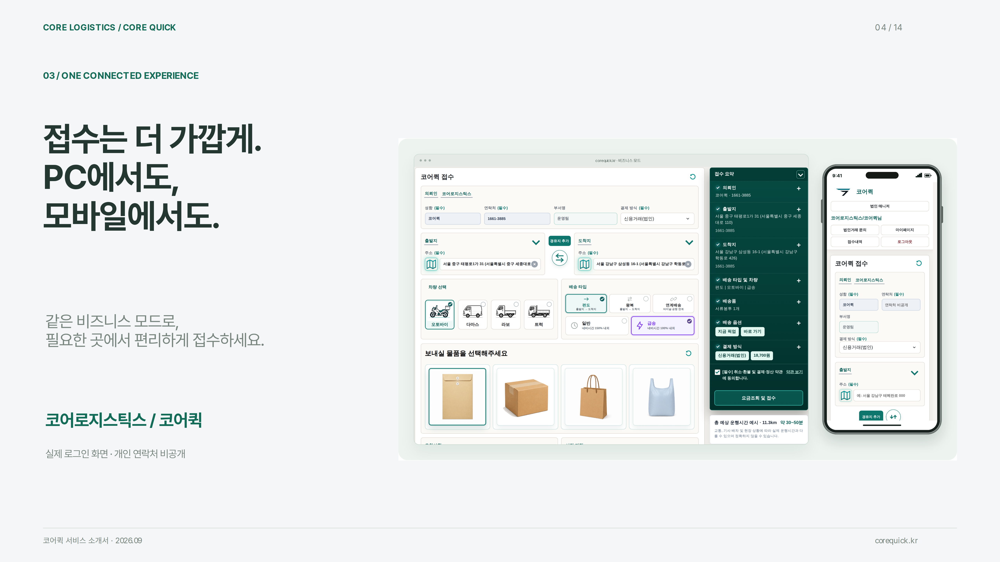 CORE LOGISTICS / CORE QUICK
04 / 14
03 / ONE CONNECTED EXPERIENCE
접수는 더 가깝게.
PC에서도,
모바일에서도.
같은 비즈니스 모드로,
필요한 곳에서 편리하게 접수하세요.
코어로지스틱스 / 코어퀵
실제 로그인 화면 · 개인 연락처 비공개
corequick.kr · 비즈니스 모드
코어퀵 접수
의뢰인 코어로지스틱스
성함 (필수) 연락처 (필수) 부서명 결제 방식 (필수)
코어퀵 1661-3885 운영팀 신용거래(법인)
출발지
주소 (필수)
서울 중구 태평로1가 31 (서울특별시 중구 세종대로
경유지 추가
도착지
주소 (필수)
서울 강남구 삼성동 16-1 (서울특별시 강남구 학동로
차량 선택
오토바이 다마스 라보 트럭
배송 타입
편도 왕복 연계배송
출발지 → 도착지 출발지 ↔ 도착지 터미널·공항 연계
일반 급송
네비시간 150% 내외 네비시간 100% 내외
보내실 물품을 선택해주세요
접수 요약
의뢰인
코어퀵 · 1661-3885
출발지
서울 중구 태평로1가 31 (서울특별시 중구 세종
대로 110)
1661-3885
도착지
서울 강남구 삼성동 16-1 (서울특별시 강남구
학동로 426)
1661-3885
배송 타입 및 차량
편도 | 오토바이 | 급송
배송품
서류봉투 1개
배송 옵션
지금 픽업 바로 가기
결제 방식
신용거래(법인) 18,700원
[필수] 취소·환불 및 결제·정산 약관 약관 보기
에 동의합니다.
요금조회 및 접수
총 예상 운행시간 예시 · 11.3km 약 30~50분
교통, 기사 배차 및 현장 상황에 따라 실제 운행시간과 다
를 수 있으며 정확하지 않을 수 있습니다.
9:41
코어퀵
법인 매니저
코어로지스틱스/코어퀵님
법인거래 문의 마이페이지
접수내역 로그아웃
코어퀵 접수
의뢰인 코어로지스틱스
성함 (필수) 연락처 (필수)
코어퀵 연락처 비공개
부서명
운영팀
결제 방식 (필수)
신용거래(법인)
출발지
주소 (필수)
예: 서울 강남구 테헤란로 000
경유지 추가
코어퀵 서비스 소개서 · 2026.09
corequick.kr